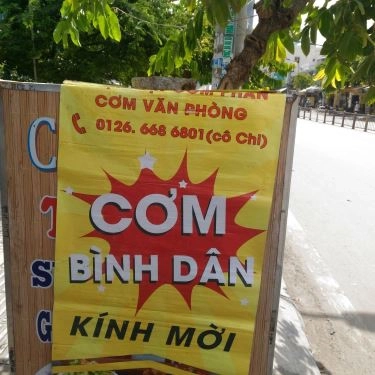 CƠM VĂN PHÒNG
0126. 668 6801 (cô Chi)
CƠM
BÌNH DÂN
KÍNH MỜI